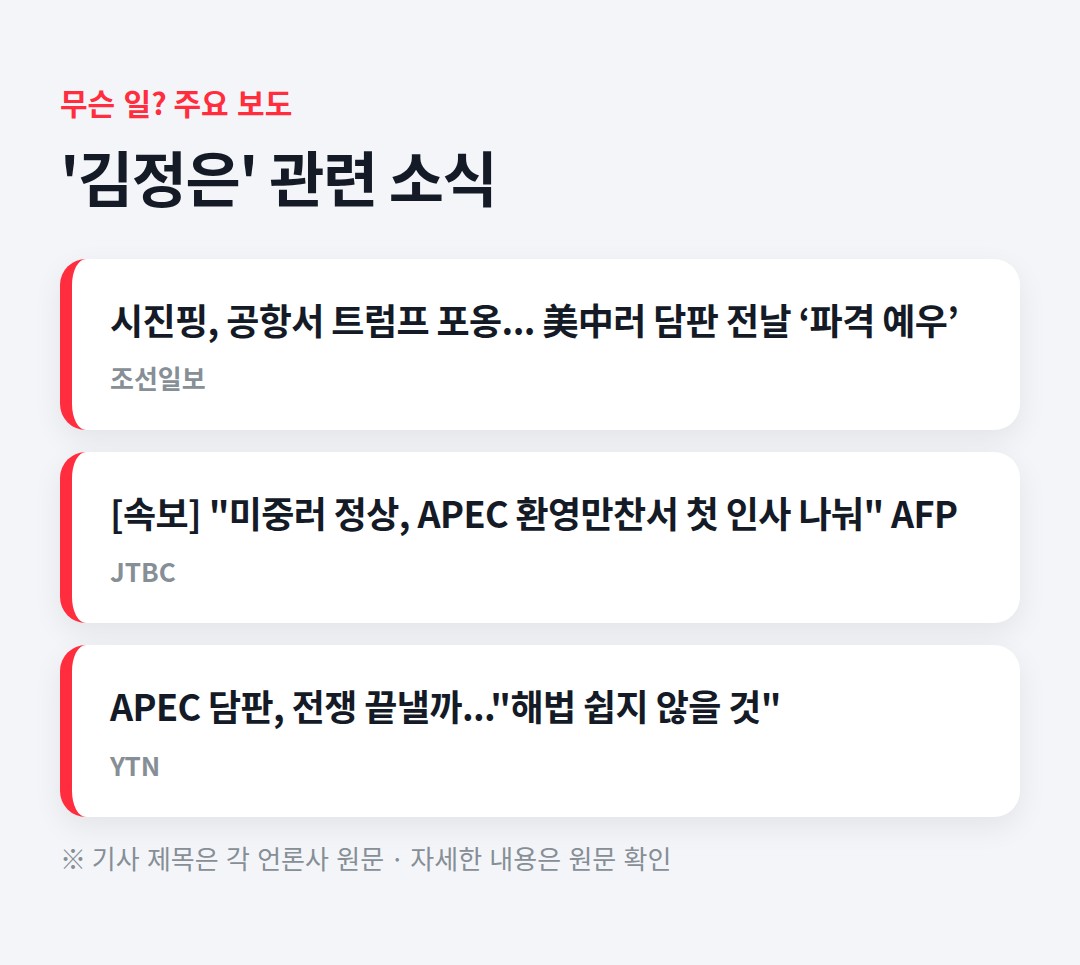 무슨 일? 주요 보도
'김정은' 관련 소식
시진핑, 공항서 트럼프 포옹... 美中러 담판 전날 ‘파격 예우’
조선일보
[속보] "미중러 정상, APEC 환영만찬서 첫 인사 나눠" AFP
JTBC
APEC 담판, 전쟁 끝낼까..."해법 쉽지 않을 것"
YTN
※ 기사 제목은 각 언론사 원문 · 자세한 내용은 원문 확인